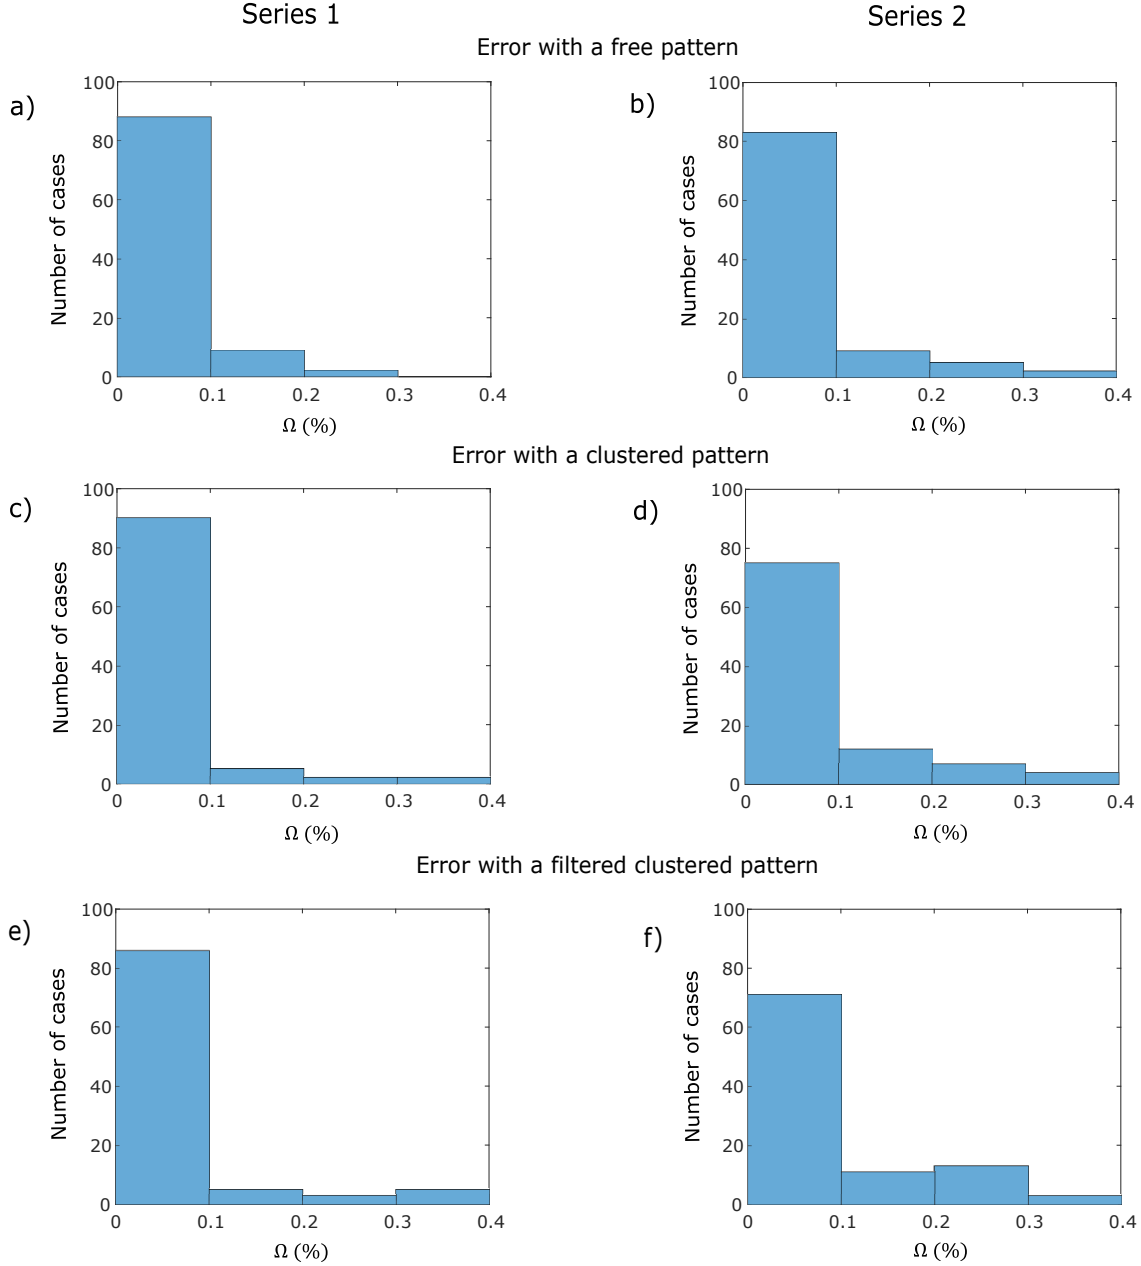 Series 1
Series 2
Error with a free pattern
a)
Number of cases
100
80
60
40
20
0
0 0.1 0.2 0.3 0.4
Ω (%)
b)
Number of cases
100
80
60
40
20
0
0 0.1 0.2 0.3 0.4
Ω (%)
Error with a clustered pattern
c)
Number of cases
100
80
60
40
20
0
0 0.1 0.2 0.3 0.4
Ω (%)
d)
Number of cases
100
80
60
40
20
0
0 0.1 0.2 0.3 0.4
Ω (%)
Error with a filtered clustered pattern
e)
Number of cases
100
80
60
40
20
0
0 0.1 0.2 0.3 0.4
Ω (%)
f)
Number of cases
100
80
60
40
20
0
0 0.1 0.2 0.3 0.4
Ω (%)